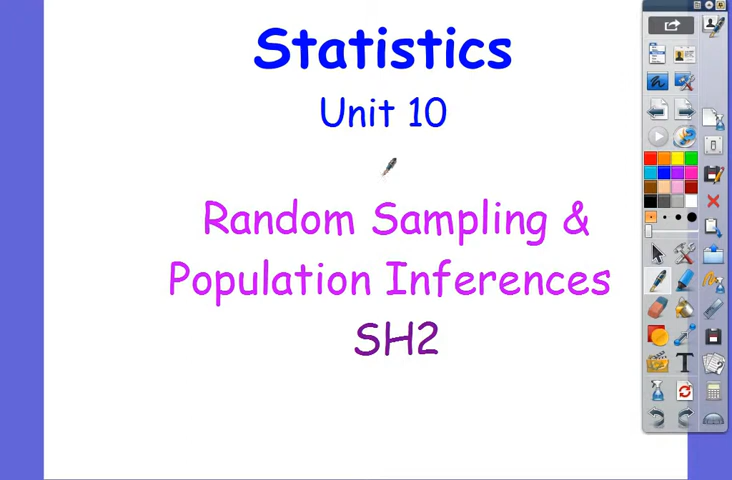 Statistics
Unit 10
Random Sampling &
Population Inferences
SH2
T